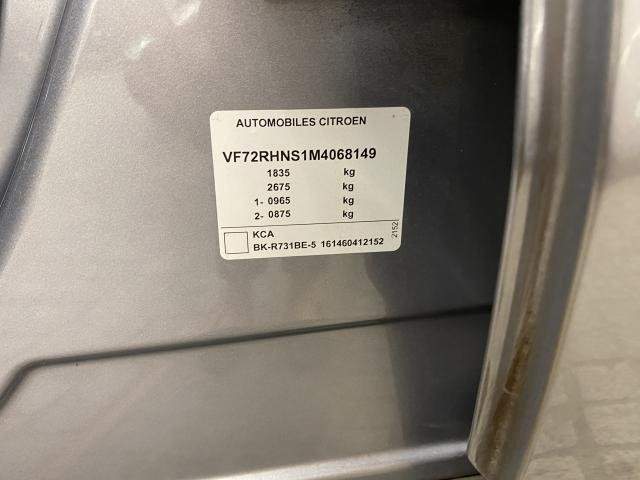 AUTOMOBILES CITROEN
VF72RHNS1M4068149
1835 kg
2675 kg
1- 0965 kg
2- 0875 kg
KCA
BK-R731BE-5 161460412152
2152